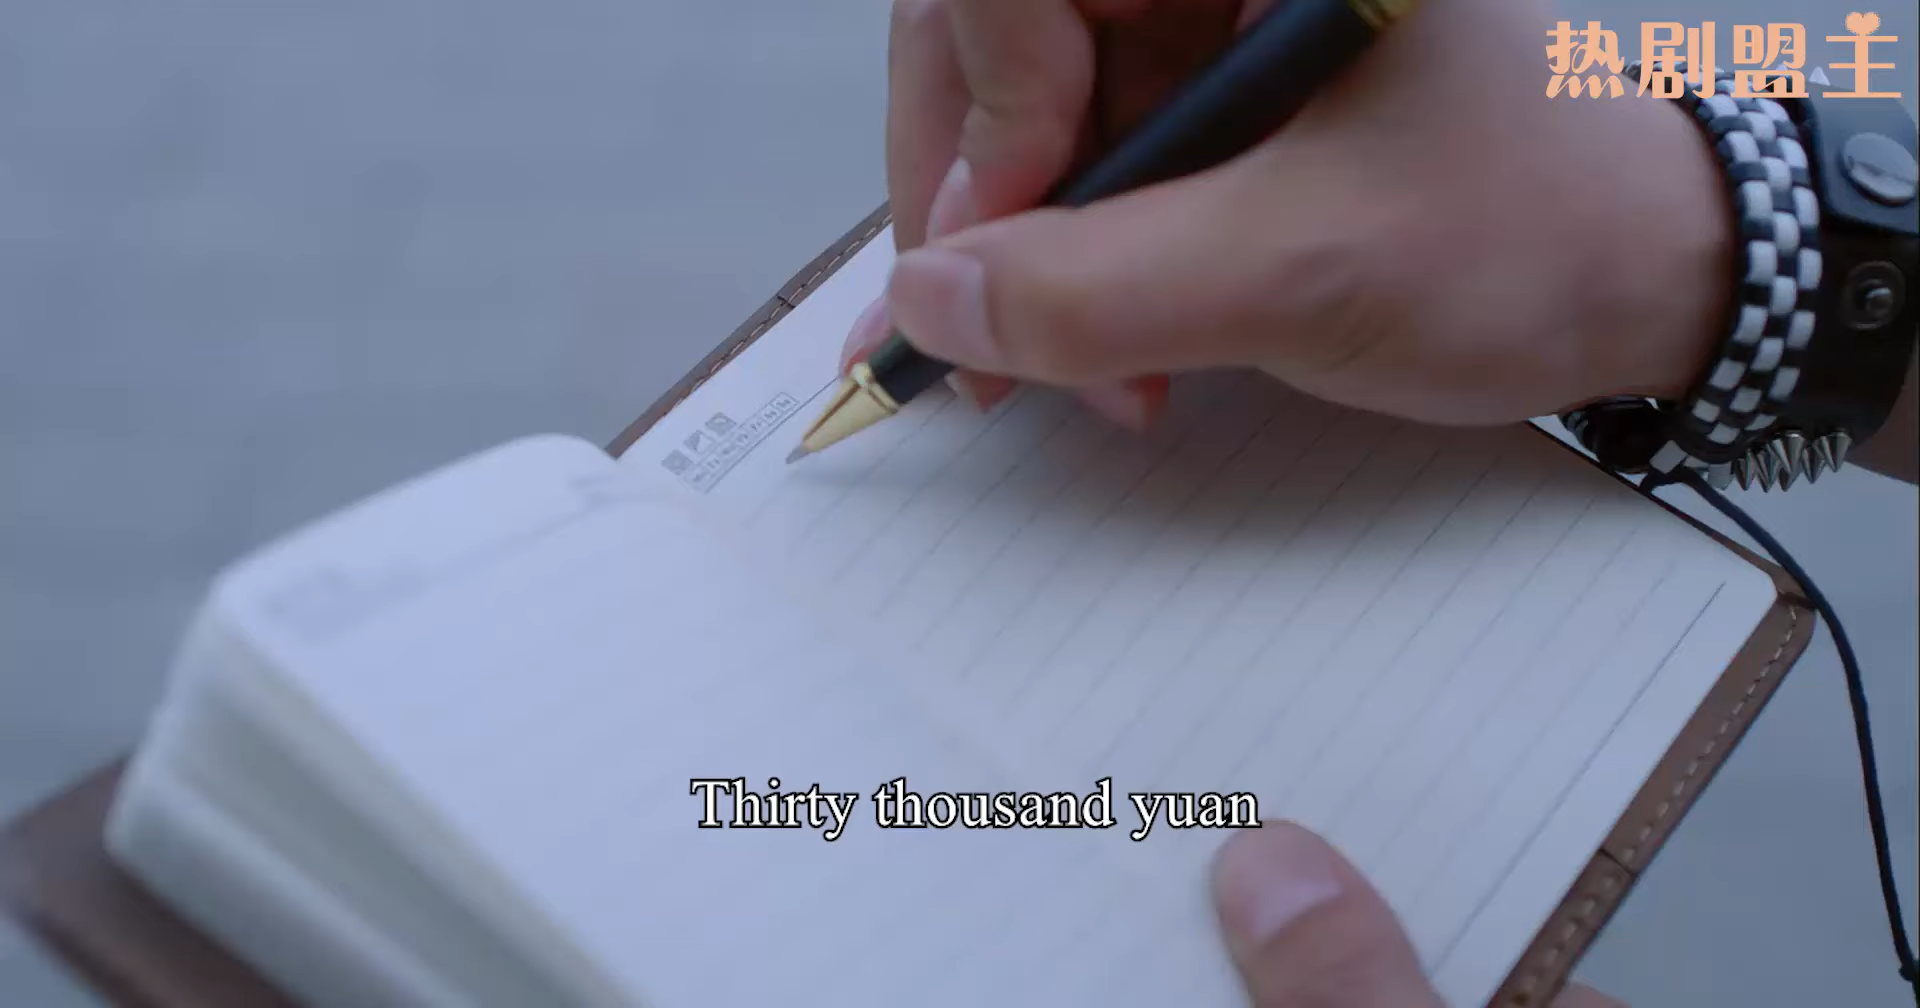 热剧盟主
Thirty thousand yuan